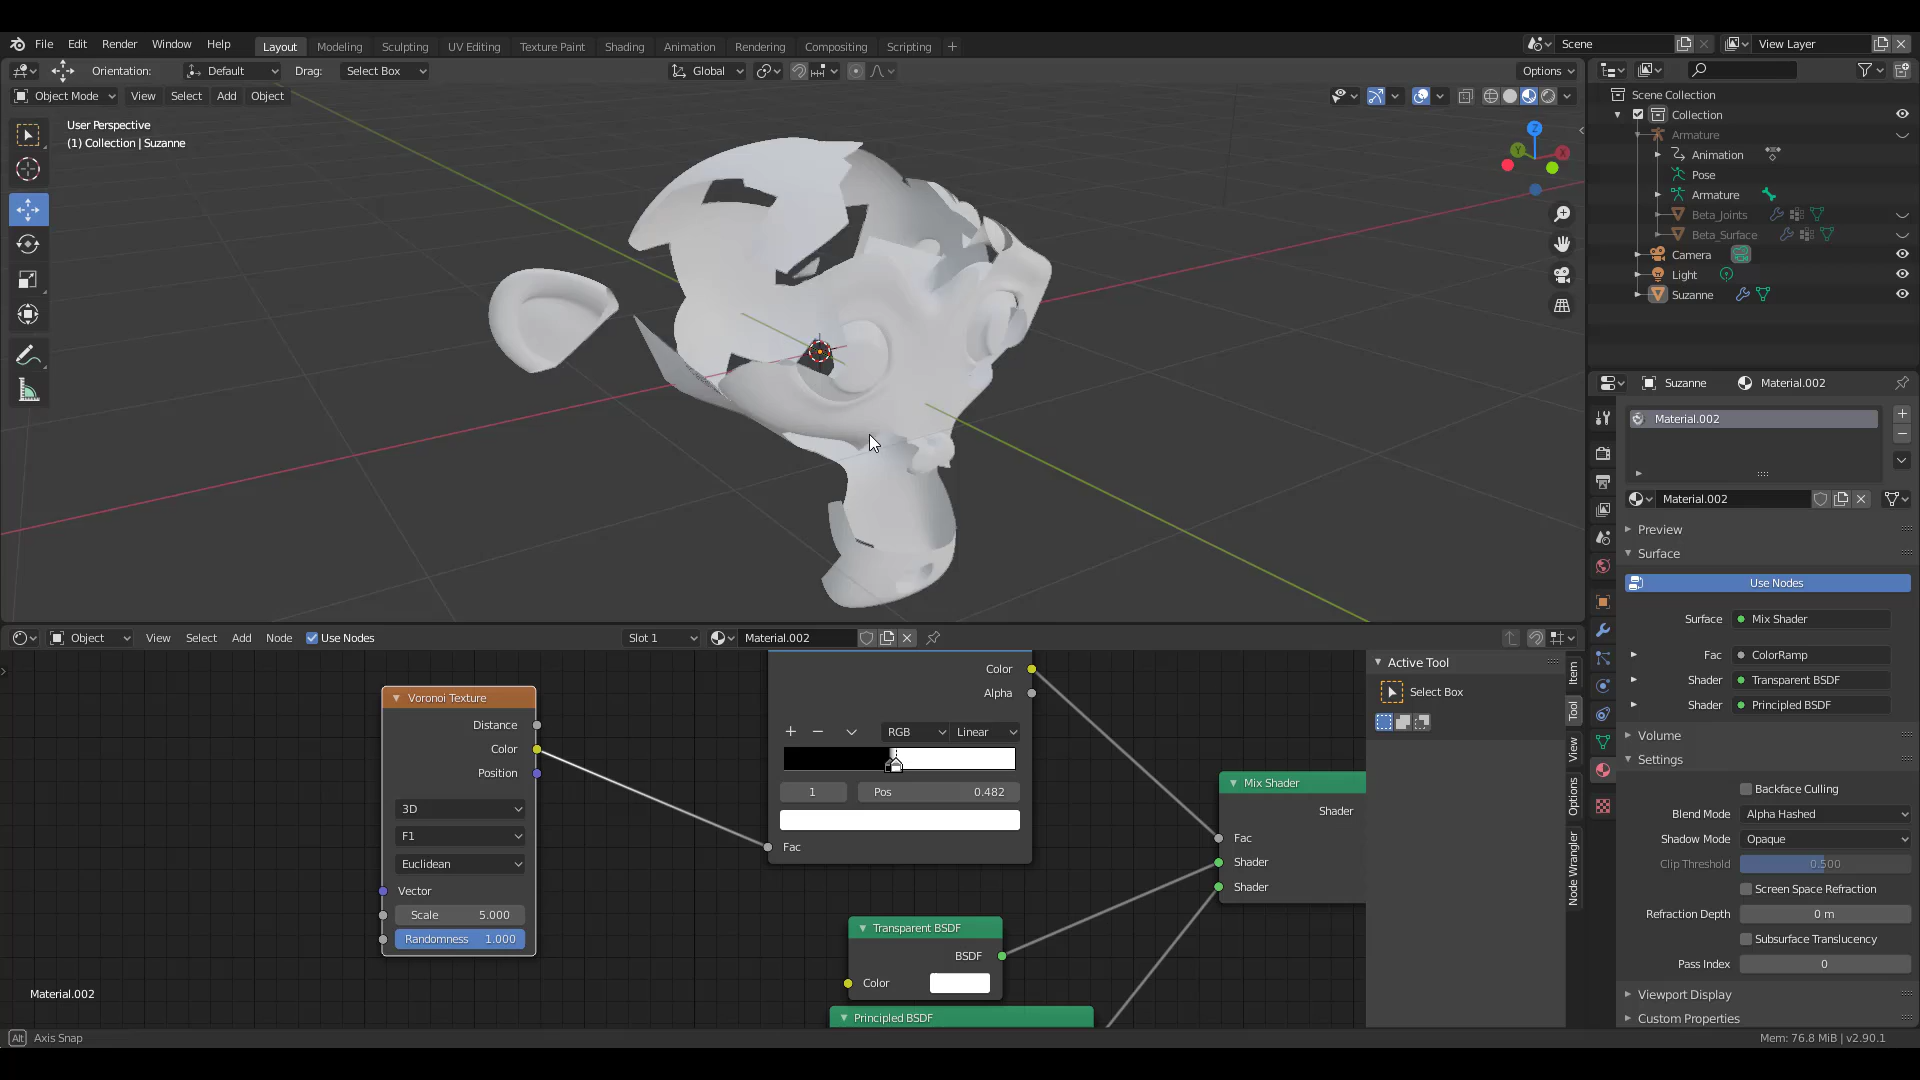 File Edit Render Window Help Layout Modeling Sculpting UV Editing Texture Paint Shading Animation Rendering Compositing Scripting + Scene View Layer
Orientation: Default Drag: Select Box Global Options
Object Mode View Select Add Object
User Perspective
(1) Collection | Suzanne
Z
Y
X
Scene Collection
Collection
Armature
Animation
Pose
Armature
Beta_Joints
Beta_Surface
Camera
Light
Suzanne
Suzanne Material.002
Material.002
Material.002
Preview
Surface
Use Nodes
Surface Mix Shader
Fac ColorRamp
Shader Transparent BSDF
Shader Principled BSDF
Volume
Settings
Backface Culling
Blend Mode Alpha Hashed
Shadow Mode Opaque
Clip Threshold 0.500
Screen Space Refraction
Refraction Depth 0 m
Subsurface Translucency
Pass Index 0
Viewport Display
Custom Properties
Object View Select Add Node Use Nodes Slot 1 Material.002
Voronoi Texture
Distance
Color
Position
3D
F1
Euclidean
Vector
Scale 5.000
Randomness 1.000
Color
Alpha
RGB Linear
1 Pos 0.482
Fac
Transparent BSDF
BSDF
Color
Principled BSDF
Mix Shader
Shader
Fac
Shader
Shader
Active Tool
Select Box
Item
Tool
View
Options
Node Wrangler
Material.002
Alt Axis Snap
Mem: 76.8 MiB | v2.90.1